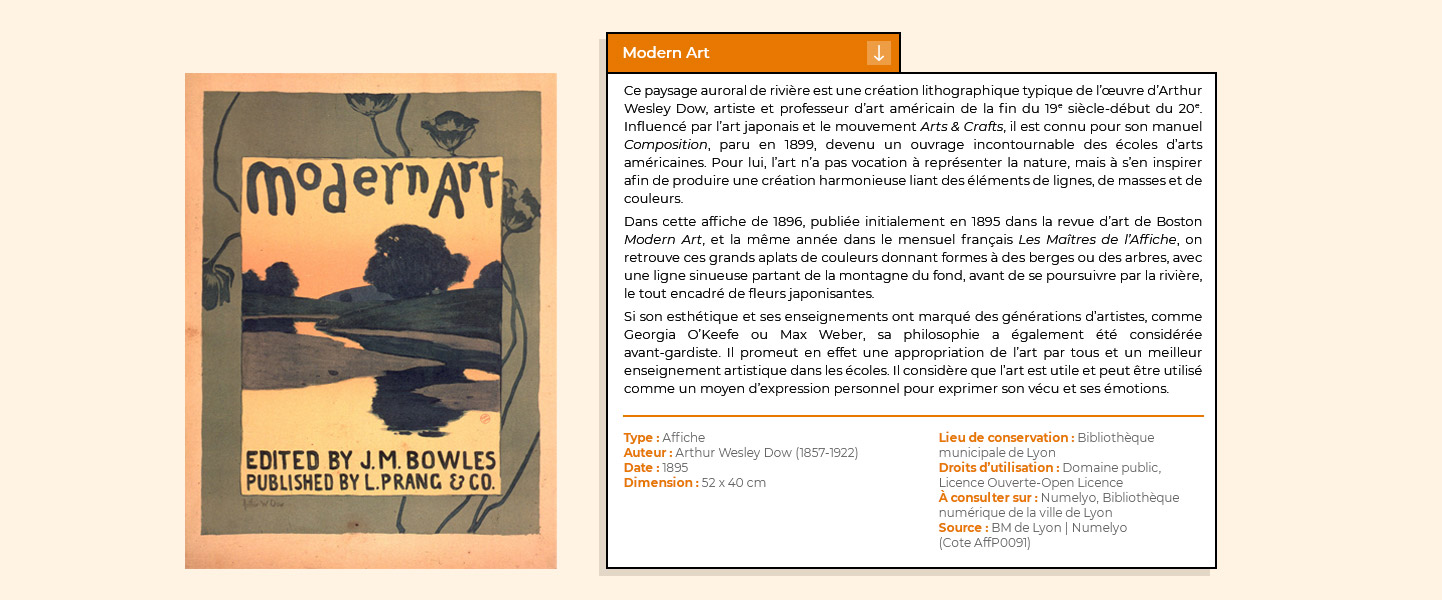 Modern Art
EDITED BY J.M. BOWLES
PUBLISHED BY L. PRANG & CO.
Modern Art
Ce paysage auroral de rivière est une création lithographique typique de l'œuvre d'Arthur
Wesley Dow, artiste et professeur d'art américain de la fin du 19e siècle-début du 20e.
Influencé par l'art japonais et le mouvement Arts & Crafts, il est connu pour son manuel
Composition, paru en 1899, devenu un ouvrage incontournable des écoles d'arts
américaines. Pour lui, l'art n'a pas vocation à représenter la nature, mais à s'en inspirer
afin de produire une création harmonieuse liant des éléments de lignes, de masses et de
couleurs.
Dans cette affiche de 1896, publiée initialement en 1895 dans la revue d'art de Boston
Modern Art, et la même année dans le mensuel français Les Maîtres de l'Affiche, on
retrouve ces grands aplats de couleurs donnant formes à des berges ou des arbres, avec
une ligne sinueuse partant de la montagne du fond, avant de se poursuivre par la rivière,
le tout encadré de fleurs japonisantes.
Si son esthétique et ses enseignements ont marqué des générations d'artistes, comme
Georgia O'Keefe ou Max Weber, sa philosophie a également été considérée
avant-gardiste. Il promeut en effet une appropriation de l'art par tous et un meilleur
enseignement artistique dans les écoles. Il considère que l'art est utile et peut être utilisé
comme un moyen d'expression personnel pour exprimer son vécu et ses émotions.
Type : Affiche
Auteur : Arthur Wesley Dow (1857-1922)
Date : 1895
Dimension : 52 x 40 cm
Lieu de conservation : Bibliothèque
municipale de Lyon
Droits d'utilisation : Domaine public,
Licence Ouverte-Open Licence
À consulter sur : Numelyo, Bibliothèque
numérique de la ville de Lyon
Source : BM de Lyon | Numelyo
(Cote AffP0091)